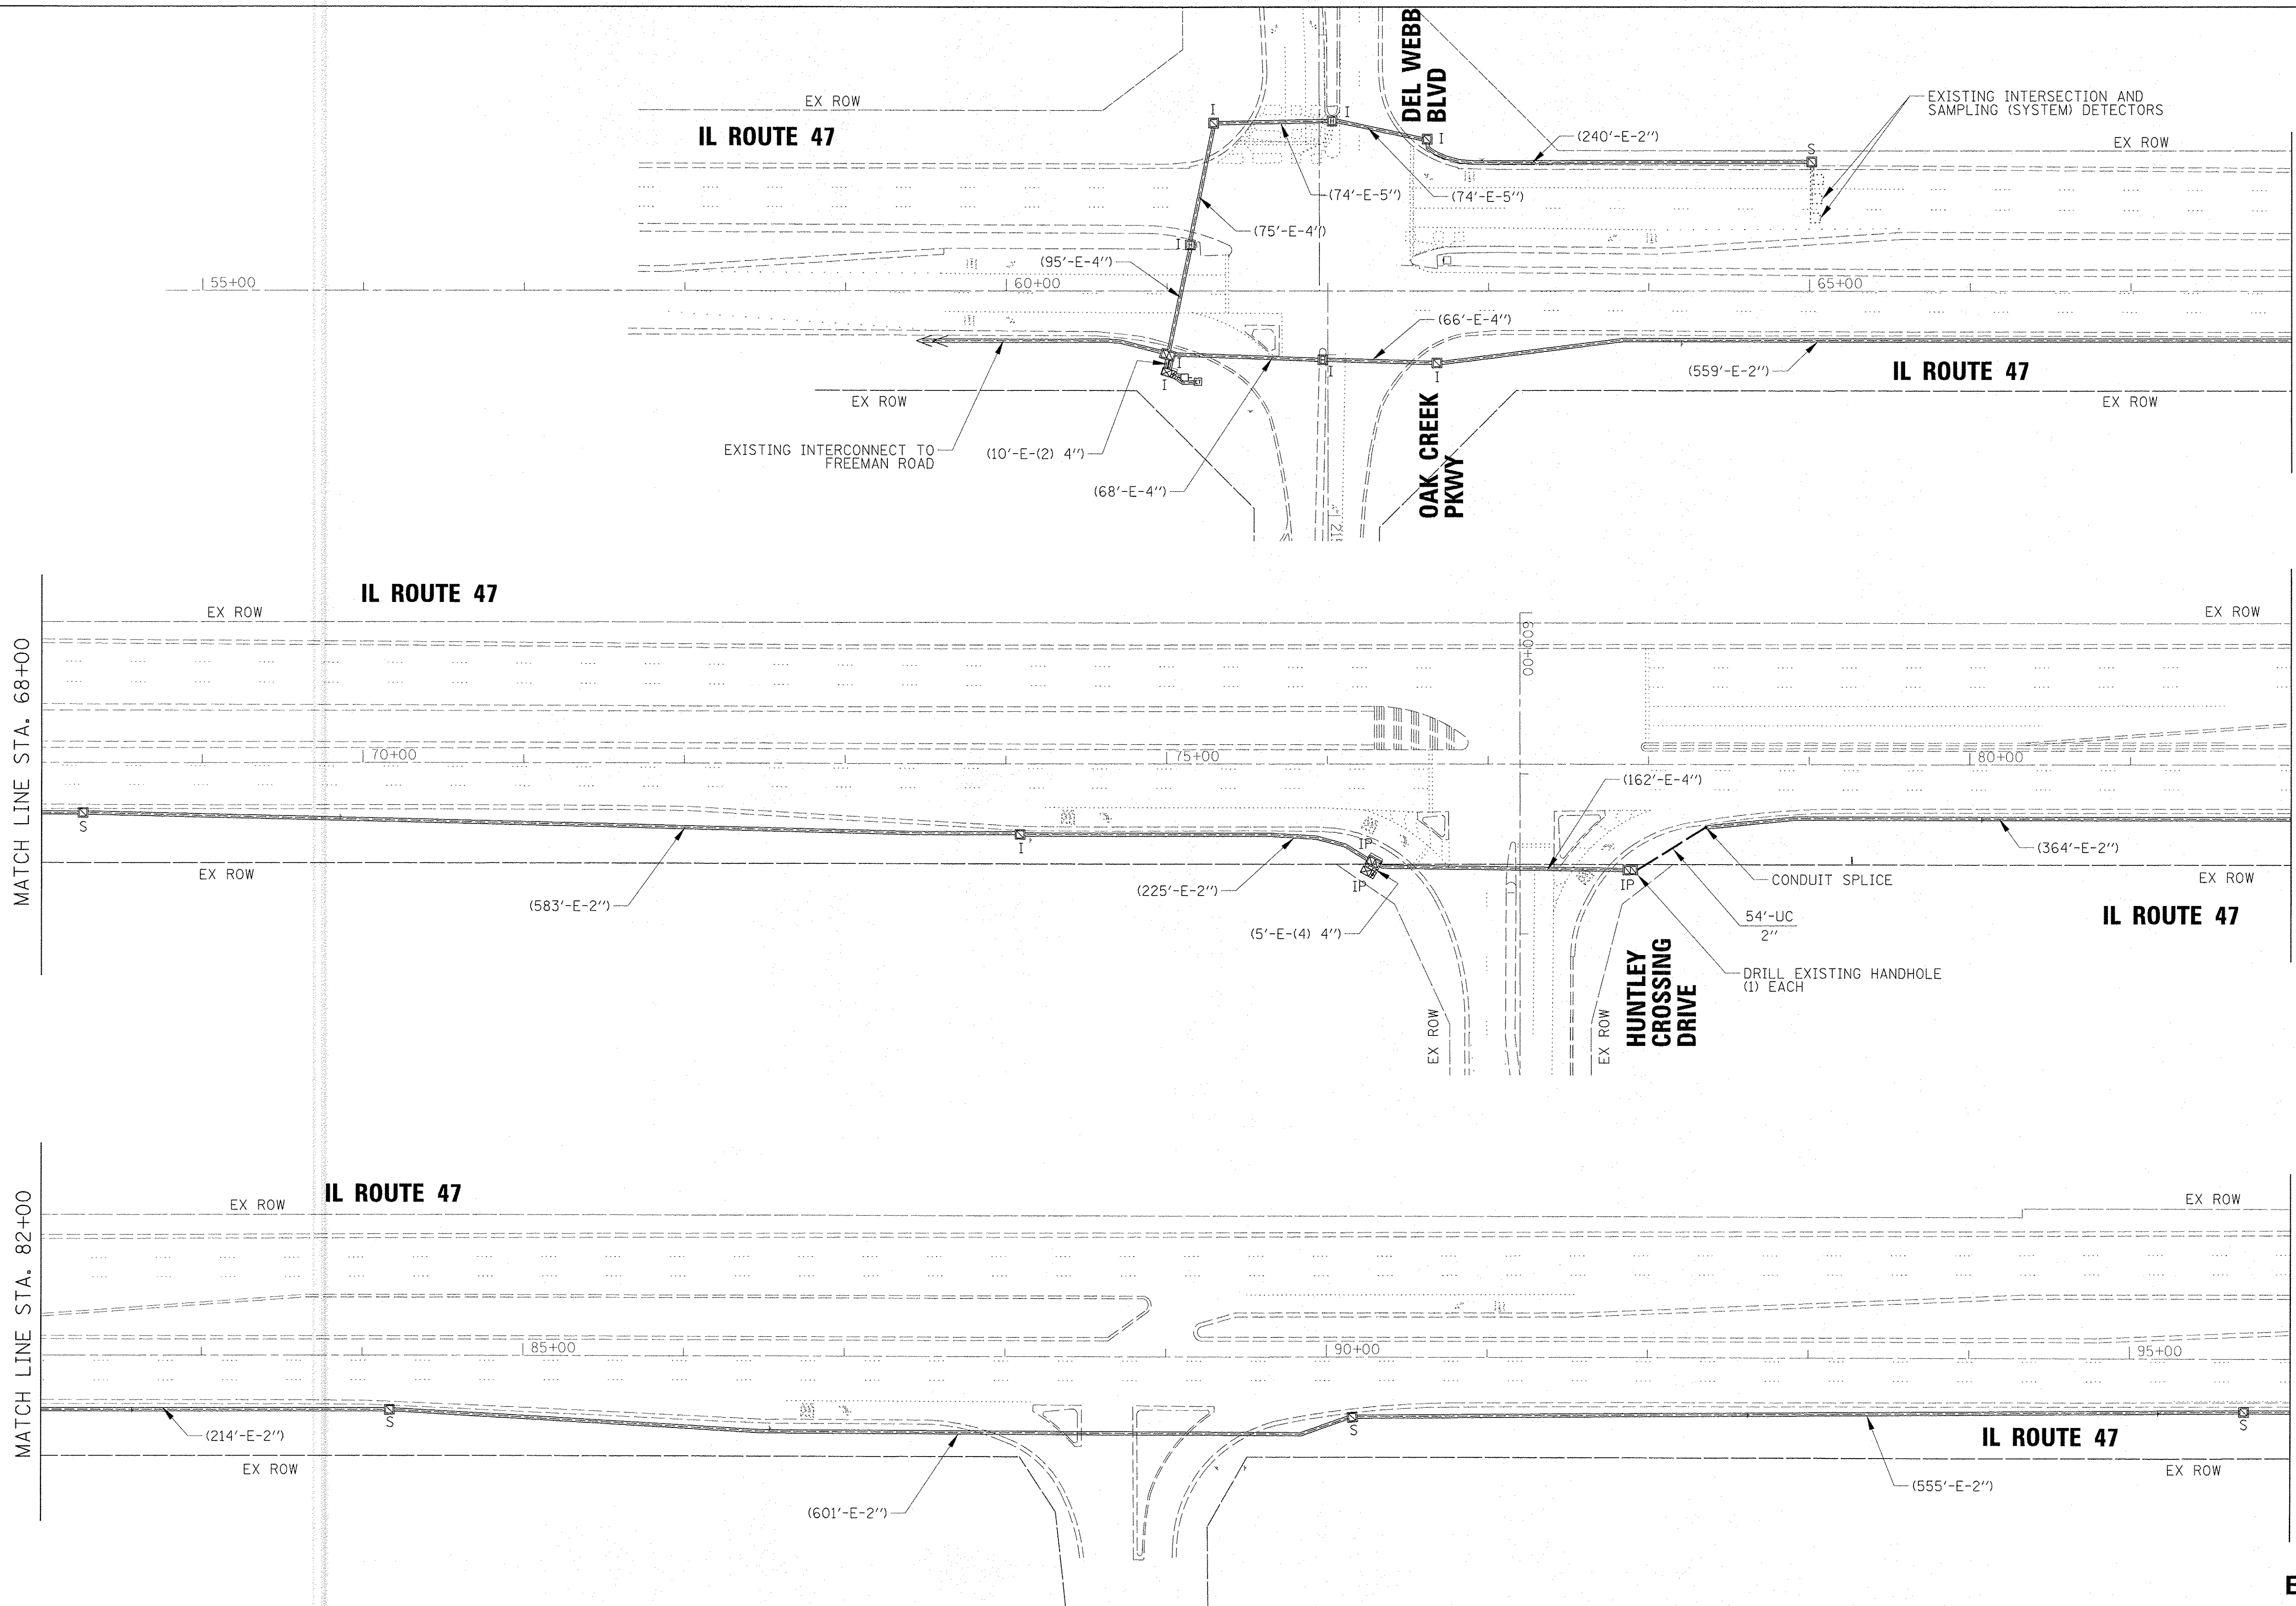 DEL WEBB
BLVD
EX ROW
IL ROUTE 47
EXISTING INTERSECTION AND
SAMPLING (SYSTEM) DETECTORS
(240'-E-2'')
EX ROW
I
I
I
S
(74'-E-5'')
(74'-E-5'')
(75'-E-4'')
I
(95'-E-4'')
55+00
60+00
65+00
(66'-E-4'')
I
I
I
I
(559'-E-2'')
IL ROUTE 47
EX ROW
EX ROW
EXISTING INTERCONNECT TO
FREEMAN ROAD
(10'-E-(2) 4'')
(68'-E-4'')
OAK CREEK
PKWY
IL ROUTE 47
EX ROW
EX ROW
MATCH LINE STA. 68+00
600+00
70+00
75+00
80+00
(162'-E-4'')
S
I
IP
IP
IP
(364'-E-2'')
EX ROW
(583'-E-2'')
(225'-E-2'')
(5'-E-(4) 4'')
CONDUIT SPLICE
EX ROW
54'-UC
2''
IL ROUTE 47
DRILL EXISTING HANDHOLE
(1) EACH
HUNTLEY
CROSSING
DRIVE
EX ROW
EX ROW
IL ROUTE 47
EX ROW
EX ROW
MATCH LINE STA. 82+00
85+00
90+00
95+00
S
S
S
(214'-E-2'')
EX ROW
IL ROUTE 47
EX ROW
(601'-E-2'')
(555'-E-2'')